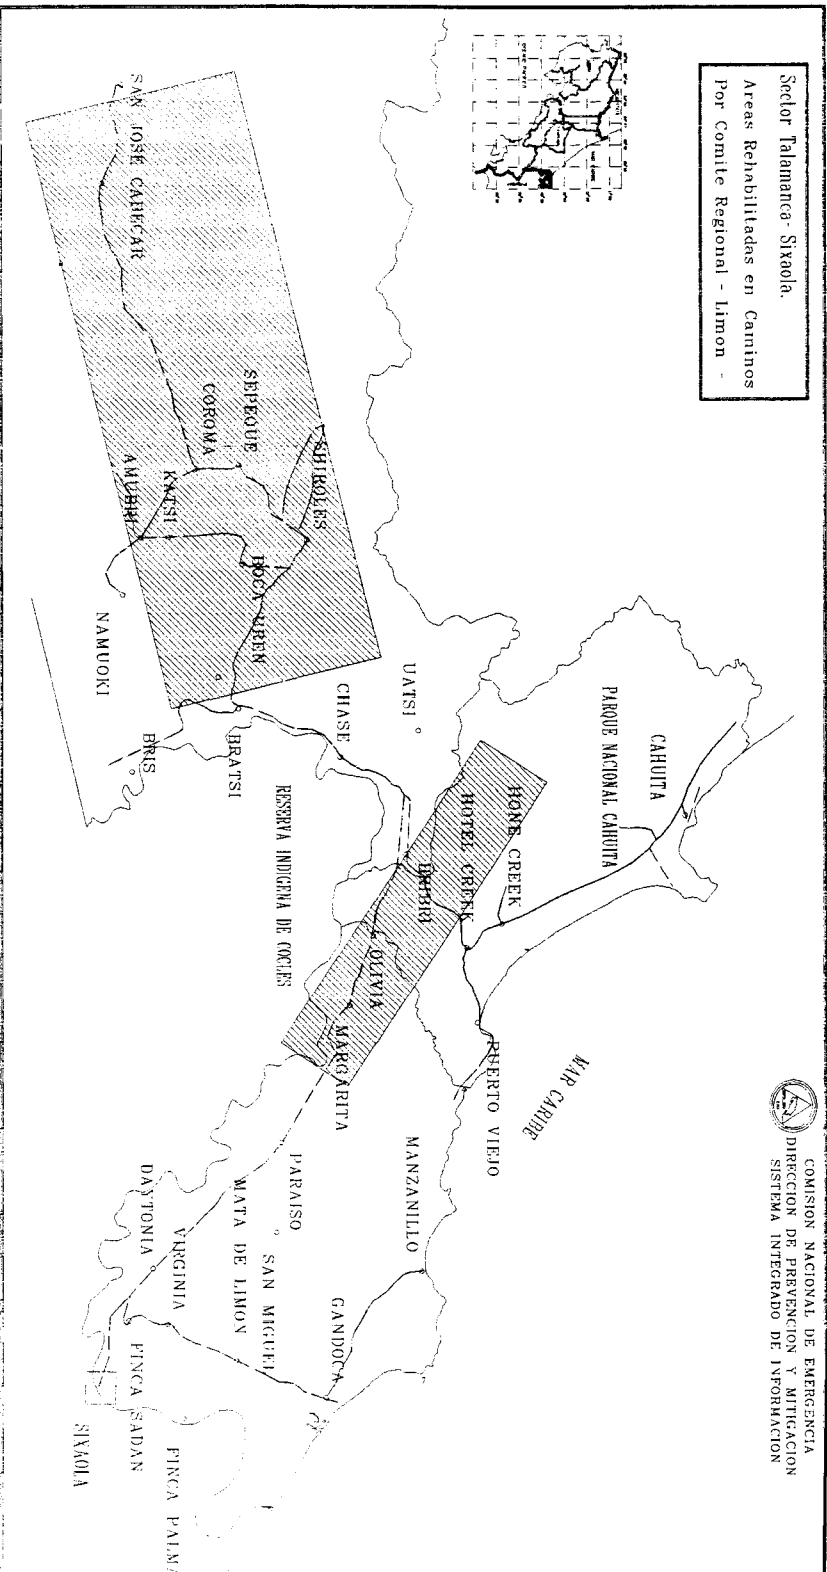 Sector Talamanca- Sixaola.
Areas Rehabilitadas en Caminos
Por Comite Regional - Limon -
COMISION NACIONAL DE EMERGENCIA
DIRECCION DE PREVENCION Y MITIGACION
SISTEMA INTEGRADO DE INFORMACION
CAHUITA
PARQUE NACIONAL CAHUITA
MAR CARIBE
HONE CREEK
HOTEL CREEK
PUERTO VIEJO
UATSI
BRIBRI
MANZANILLO
CHASE
OLIVIA
MARGARITA
GANDOCA
RESERVA INDIGENA DE COCLES
PARAISO
SAN MIGUEL
SHIROLES
SEPEQUE
BOCA UREN
COROMA
BRATSI
MATA DE LIMON
KATSI
VIRGINIA
FINCA PALMA
SAN JOSE CABECAR
AMUBRI
BRIS
DAYTONIA
FINCA SADAN
NAMUOKI
SIXAOLA